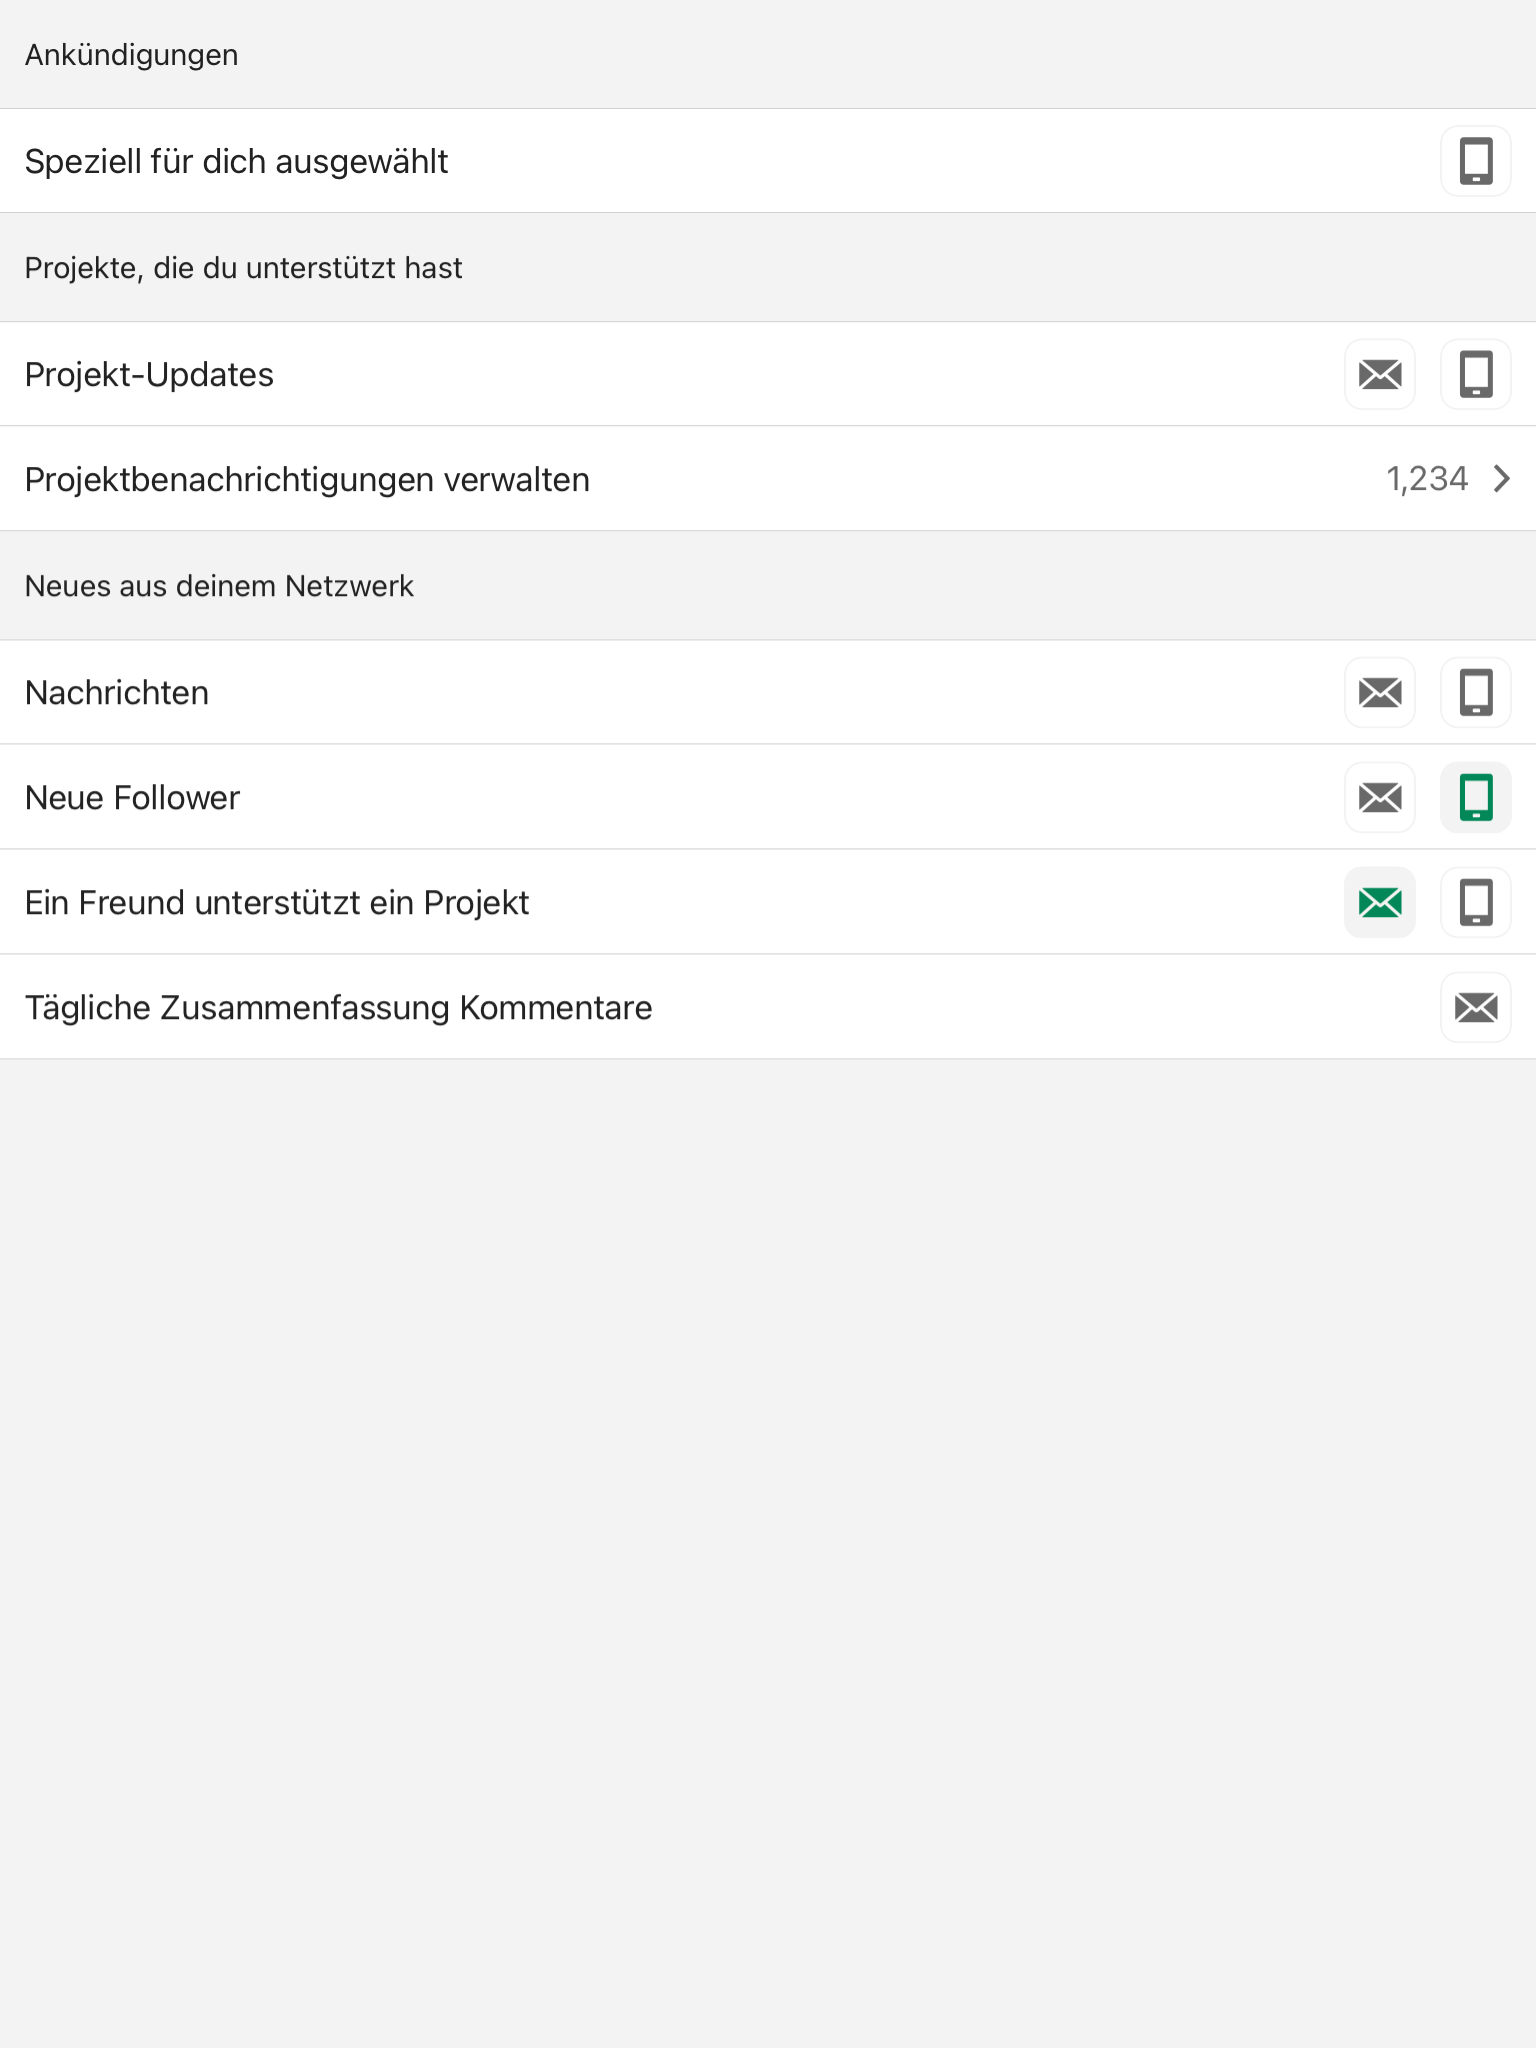 Ankündigungen
Speziell für dich ausgewählt
Projekte, die du unterstützt hast
Projekt-Updates
Projektbenachrichtigungen verwalten 1,234
Neues aus deinem Netzwerk
Nachrichten
Neue Follower
Ein Freund unterstützt ein Projekt
Tägliche Zusammenfassung Kommentare